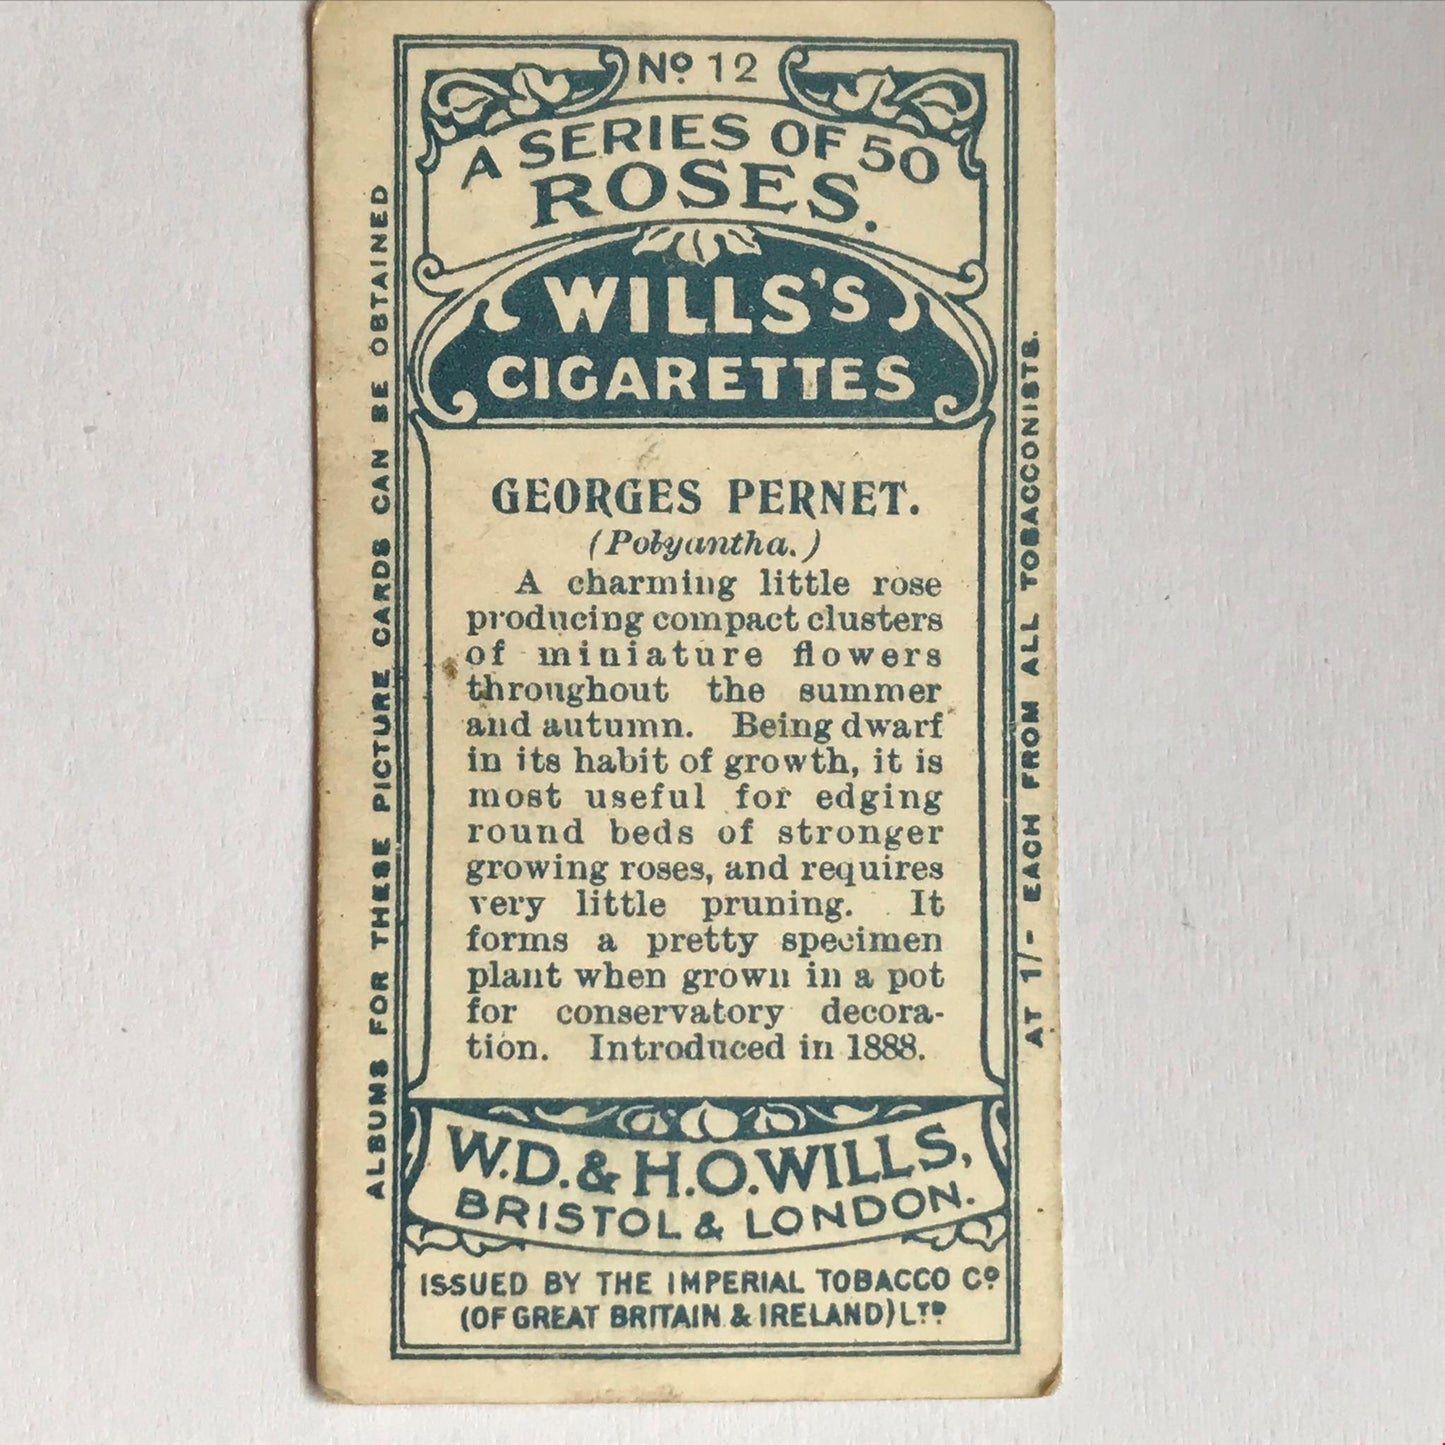 Nº 12
A SERIES OF 50
ROSES.
WILLS'S
CIGARETTES
GEORGES PERNET.
(Polyantha.)
A charming little rose
producing compact clusters
of miniature flowers
throughout the summer
and autumn. Being dwarf
in its habit of growth, it is
most useful for edging
round beds of stronger
growing roses, and requires
very little pruning. It
forms a pretty specimen
plant when grown in a pot
for conservatory decora-
tion. Introduced in 1888.
W.D. & H.O. WILLS,
BRISTOL & LONDON.
ISSUED BY THE IMPERIAL TOBACCO Cº
(OF GREAT BRITAIN & IRELAND) LTD
ALBUMS FOR THESE PICTURE CARDS CAN BE OBTAINED
AT 1/- EACH FROM ALL TOBACCONISTS.